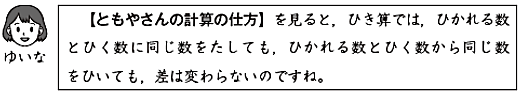 【ともやさんの計算の仕方】を見ると，ひき算では，ひかれる数
とひく数に同じ数をたしても，ひかれる数とひく数から同じ数
をひいても，差は変わらないのですね。
ゆいな